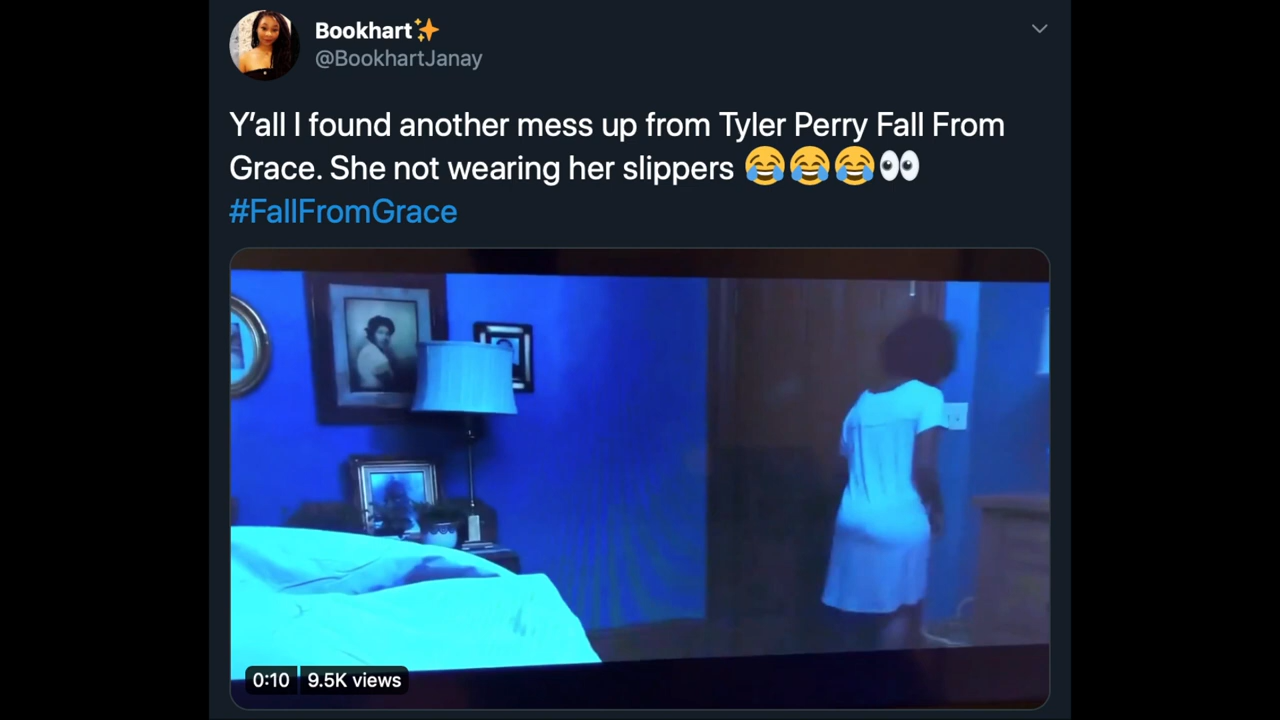 Bookhart✨
@BookhartJanay
Y’all I found another mess up from Tyler Perry Fall From
Grace. She not wearing her slippers 😂😂😂👀
#FallFromGrace
0:10 9.5K views